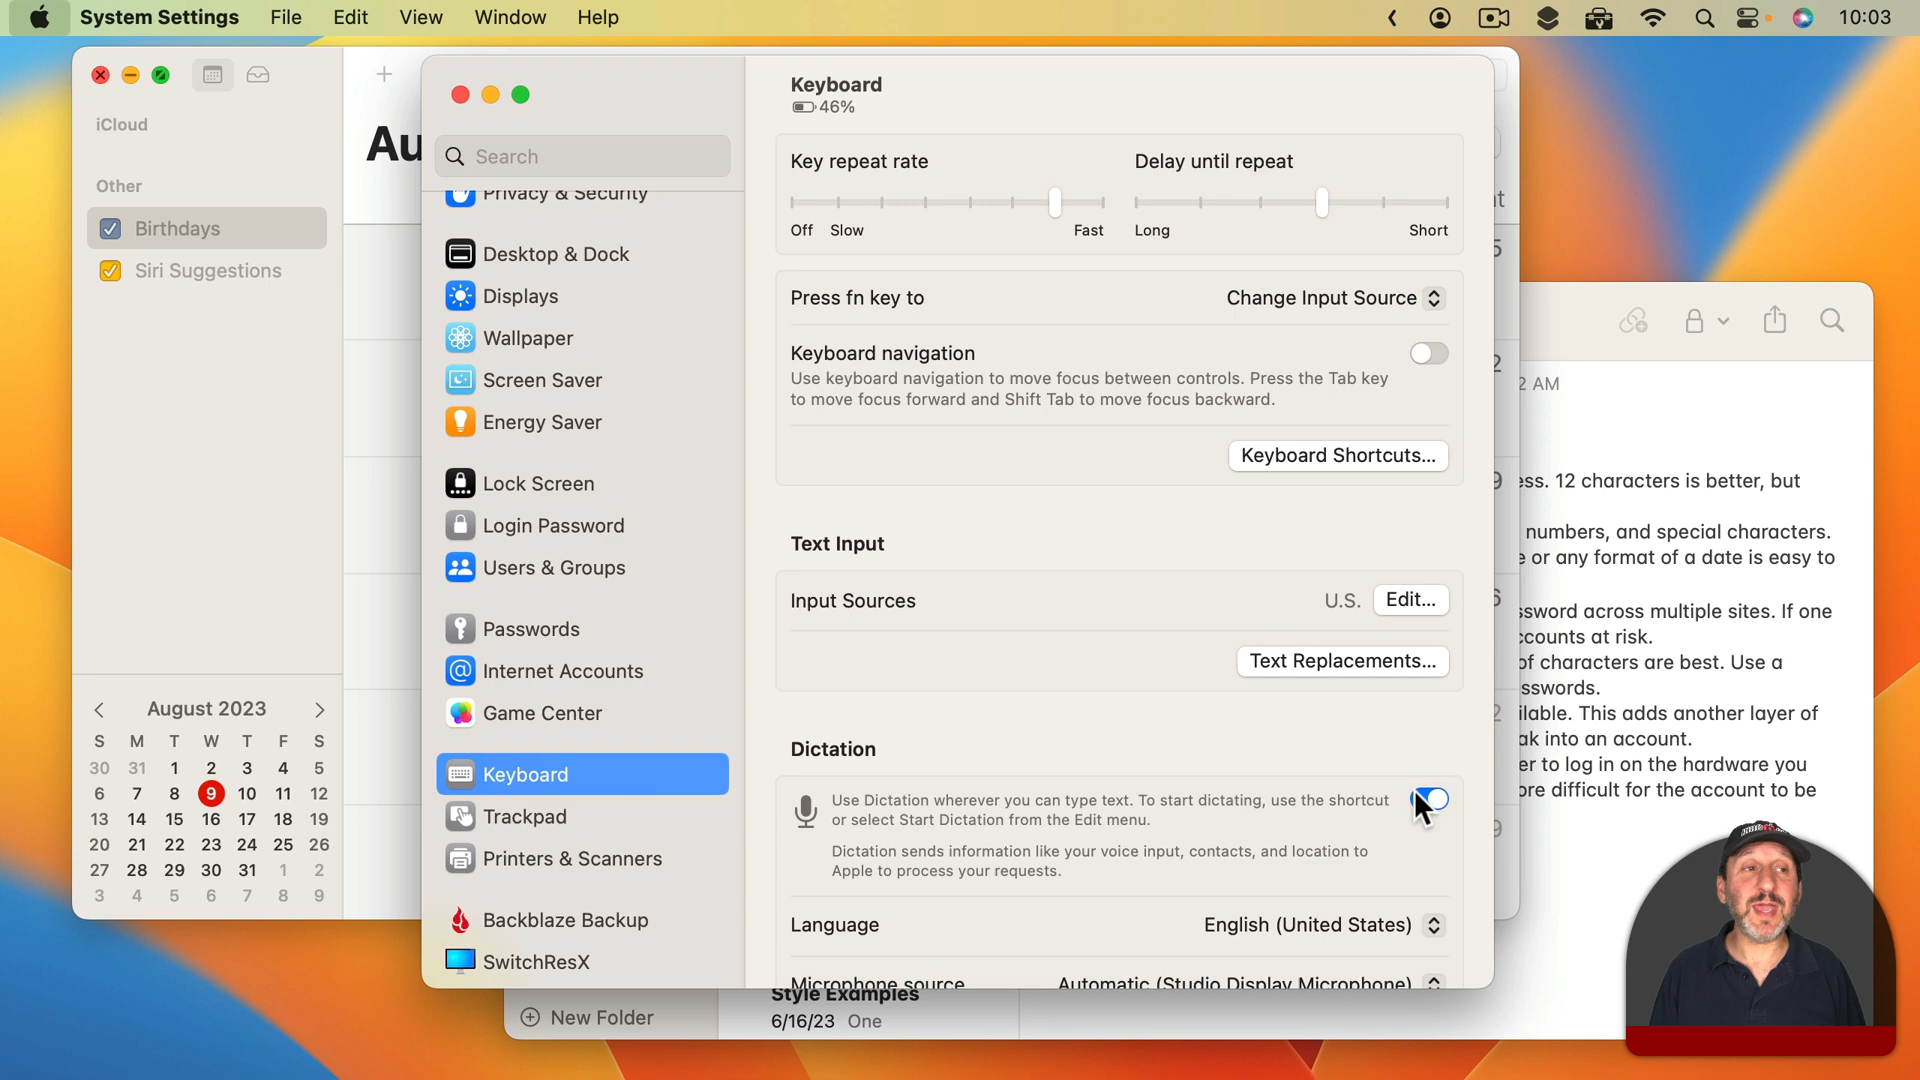 System Settings File Edit View Window Help 10:03
iCloud
Other
Birthdays
Siri Suggestions
Au
August 2023
S M T W T F S
30 31 1 2 3 4 5
6 7 8 9 10 11 12
13 14 15 16 17 18 19
20 21 22 23 24 25 26
27 28 29 30 31 1 2
3 4 5 6 7 8 9
Search
Privacy & Security
Desktop & Dock
Displays
Wallpaper
Screen Saver
Energy Saver
Lock Screen
Login Password
Users & Groups
Passwords
Internet Accounts
Game Center
Keyboard
Trackpad
Printers & Scanners
Backblaze Backup
SwitchResX
Keyboard
46%
Key repeat rate Delay until repeat
Off Slow Fast Long Short
Press fn key to Change Input Source
Keyboard navigation
Use keyboard navigation to move focus between controls. Press the Tab key
to move focus forward and Shift Tab to move focus backward.
Keyboard Shortcuts...
Text Input
Input Sources U.S. Edit...
Text Replacements...
Dictation
Use Dictation wherever you can type text. To start dictating, use the shortcut
or select Start Dictation from the Edit menu.
Dictation sends information like your voice input, contacts, and location to
Apple to process your requests.
Language English (United States)
Microphone source Automatic (Studio Display Microphone)
New Folder
Style Examples
6/16/23 One
2 AM
ess. 12 characters is better, but
numbers, and special characters.
e or any format of a date is easy to
ssword across multiple sites. If one
ccounts at risk.
of characters are best. Use a
sswords.
ilable. This adds another layer of
ak into an account.
er to log in on the hardware you
ore difficult for the account to be